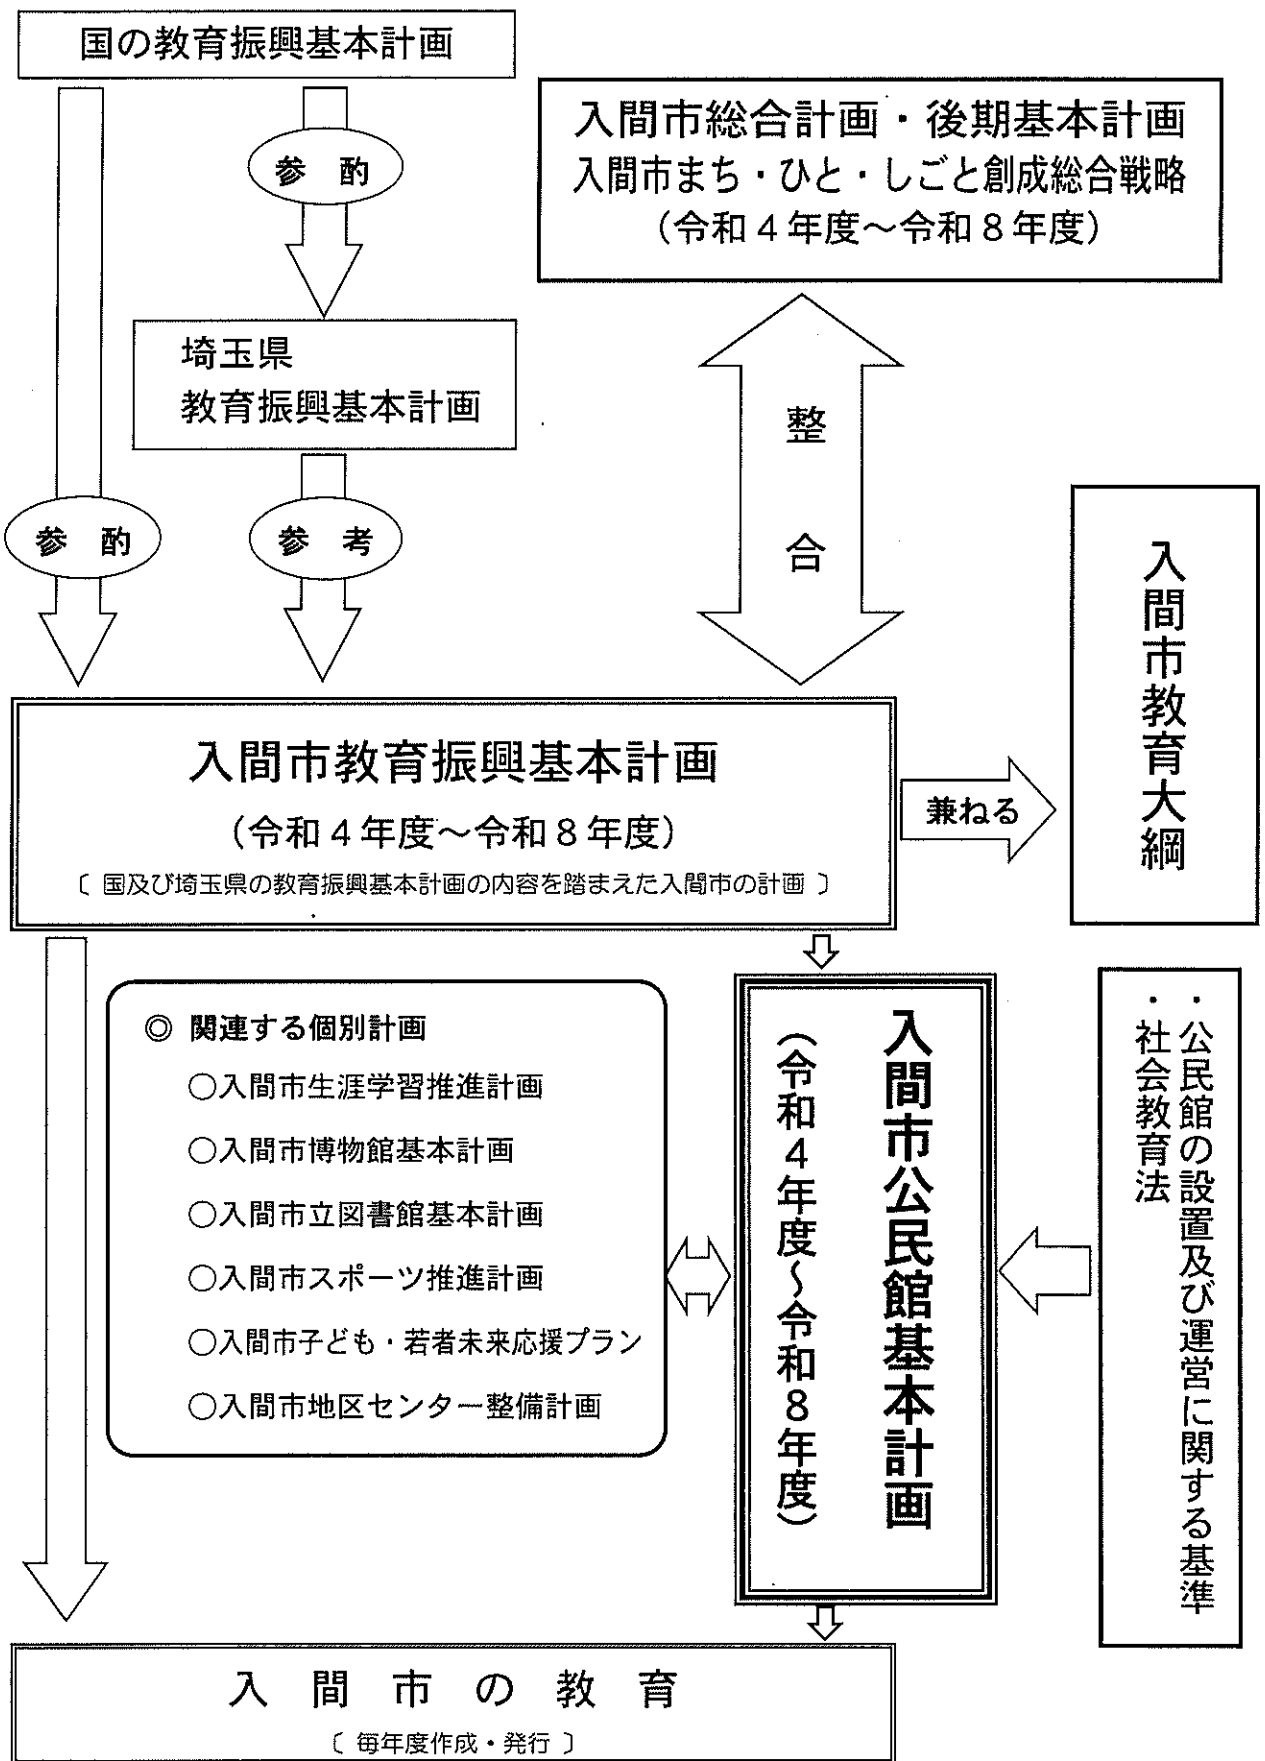 国の教育振興基本計画
参 酌
入間市総合計画・後期基本計画
入間市まち・ひと・しごと創成総合戦略
（令和４年度～令和８年度）
埼玉県
教育振興基本計画
整
合
参 酌
参 考
入間市教育大綱
入間市教育振興基本計画
（令和４年度～令和８年度）
〔 国及び埼玉県の教育振興基本計画の内容を踏まえた入間市の計画 〕
兼ねる
◎ 関連する個別計画
○入間市生涯学習推進計画
○入間市博物館基本計画
○入間市立図書館基本計画
○入間市スポーツ推進計画
○入間市子ども・若者未来応援プラン
○入間市地区センター整備計画
入間市公民館基本計画
（令和４年度～令和８年度）
・公民館の設置及び運営に関する基準
・社会教育法
入 間 市 の 教 育
〔 毎年度作成・発行 〕